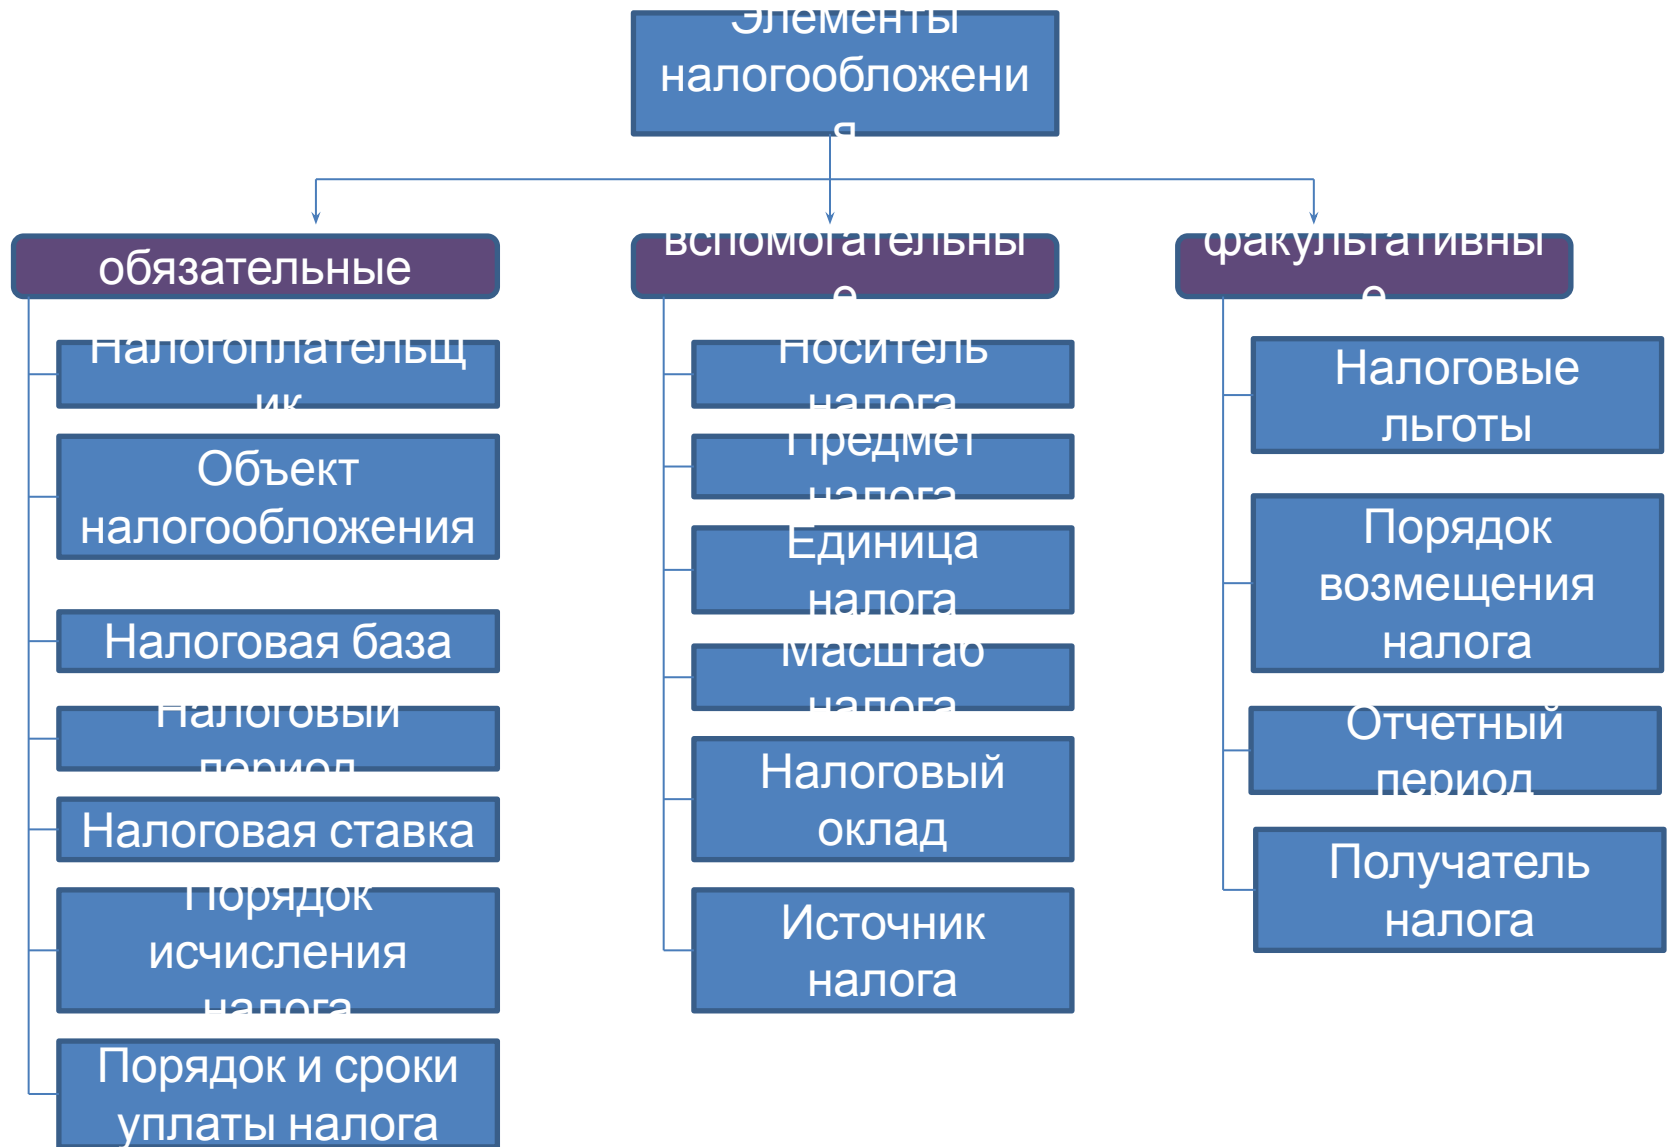 Элементы
налогообложени
я
обязательные
Налогоплательщ
ик
Объект
налогообложения
Налоговая база
Налоговый
период
Налоговая ставка
Порядок
исчисления
налога
Порядок и сроки
уплаты налога
вспомогательны
е
Носитель
налога
Предмет
налога
Единица
налога
Масштаб
налога
Налоговый
оклад
Источник
налога
факультативны
е
Налоговые
льготы
Порядок
возмещения
налога
Отчетный
период
Получатель
налога